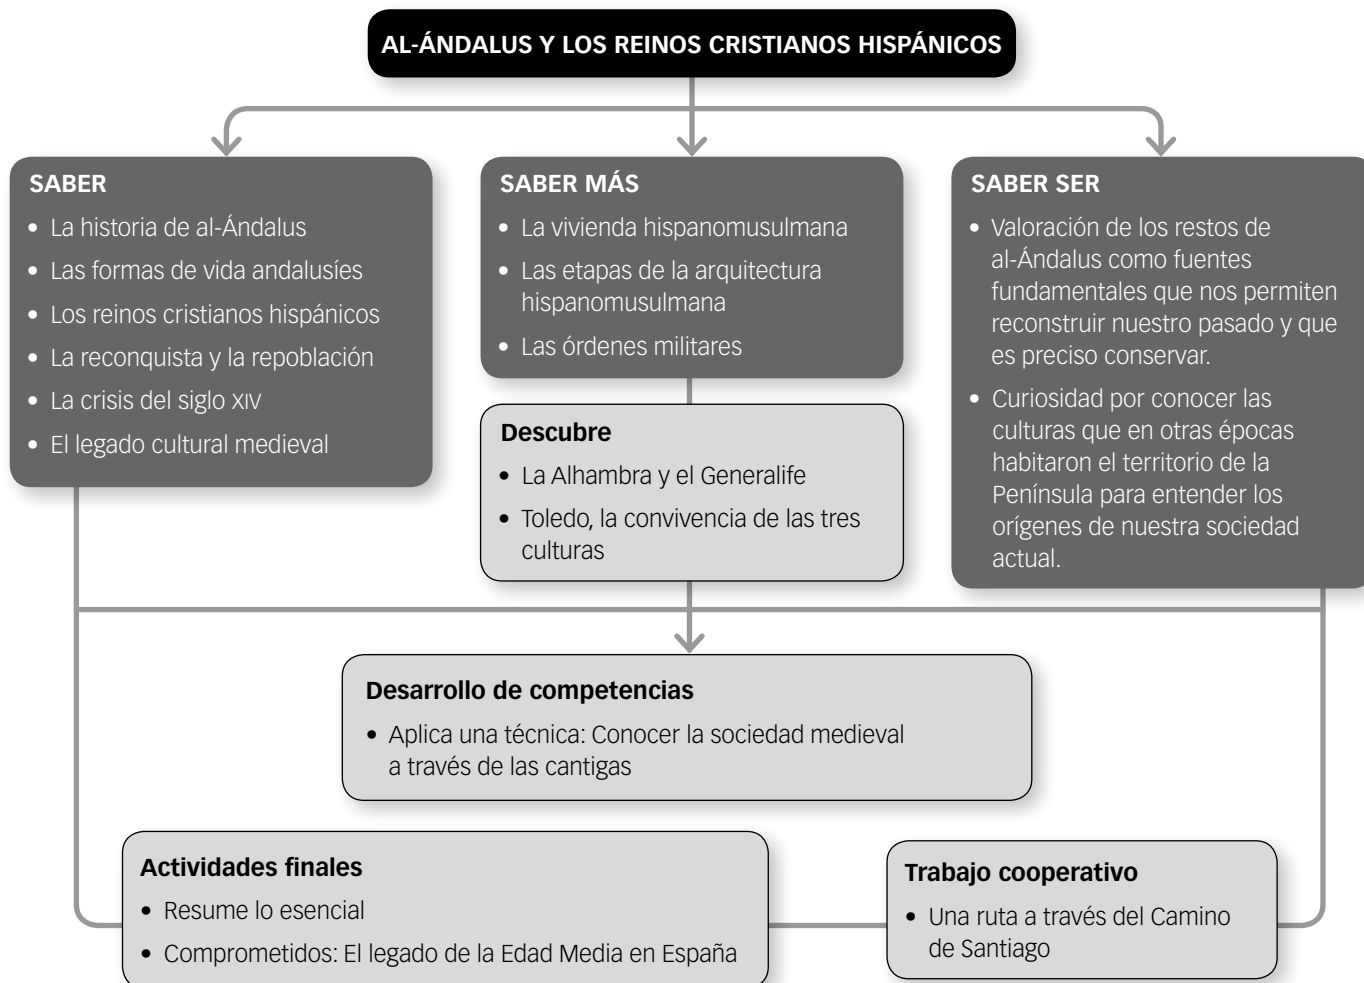 AL-ÁNDALUS Y LOS REINOS CRISTIANOS HISPÁNICOS
SABER
• La historia de al-Ándalus
• Las formas de vida andalusíes
• Los reinos cristianos hispánicos
• La reconquista y la repoblación
• La crisis del siglo XIV
• El legado cultural medieval
SABER MÁS
• La vivienda hispanomusulmana
• Las etapas de la arquitectura
hispanomusulmana
• Las órdenes militares
Descubre
• La Alhambra y el Generalife
• Toledo, la convivencia de las tres
culturas
SABER SER
• Valoración de los restos de
al-Ándalus como fuentes
fundamentales que nos permiten
reconstruir nuestro pasado y que
es preciso conservar.
• Curiosidad por conocer las
culturas que en otras épocas
habitaron el territorio de la
Península para entender los
orígenes de nuestra sociedad
actual.
Desarrollo de competencias
• Aplica una técnica: Conocer la sociedad medieval
a través de las cantigas
Actividades finales
• Resume lo esencial
• Comprometidos: El legado de la Edad Media en España
Trabajo cooperativo
• Una ruta a través del Camino
de Santiago